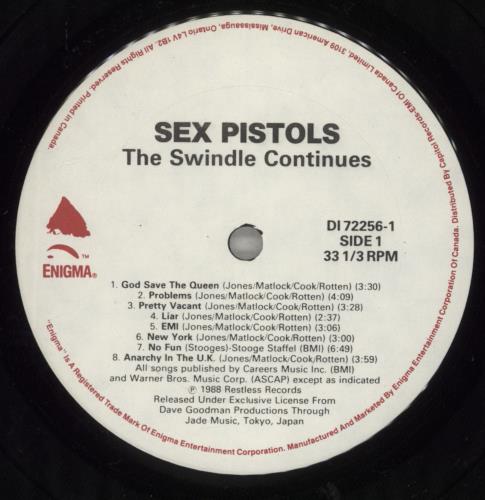 SEX PISTOLS
The Swindle Continues
DI 72256-1
SIDE 1
33 1/3 RPM
TM
ENIGMA®
1. God Save The Queen (Jones/Matlock/Cook/Rotten) (3:30)
2. Problems (Jones/Matlock/Cook/Rotten) (4:09)
3. Pretty Vacant (Jones/Matlock/Cook/Rotten) (3:28)
4. Liar (Jones/Matlock/Cook/Rotten) (2:37)
5. EMI (Jones/Matlock/Cook/Rotten) (3:06)
6. New York (Jones/Matlock/Cook/Rotten) (3:00)
7. No Fun (Stooges)-Stooge Staffel (BMI) (6:49)
8. Anarchy In The U.K. (Jones/Matlock/Cook/Rotten) (3:59)
All songs published by Careers Music Inc. (BMI)
and Warner Bros. Music Corp. (ASCAP) except as indicated
℗ 1988 Restless Records
Released Under Exclusive License From
Dave Goodman Productions Through
Jade Music, Tokyo, Japan
"Enigma" Is A Registered Trade Mark Of Enigma Entertainment Corporation. Manufactured And Marketed By Enigma Entertainment Corporation Of Canada. Distributed By Capitol Records-EMI Of Canada Limited, 3109 American Drive, Mississauga, Ontario L4V 1B2. All Rights Reserved. Printed in Canada.